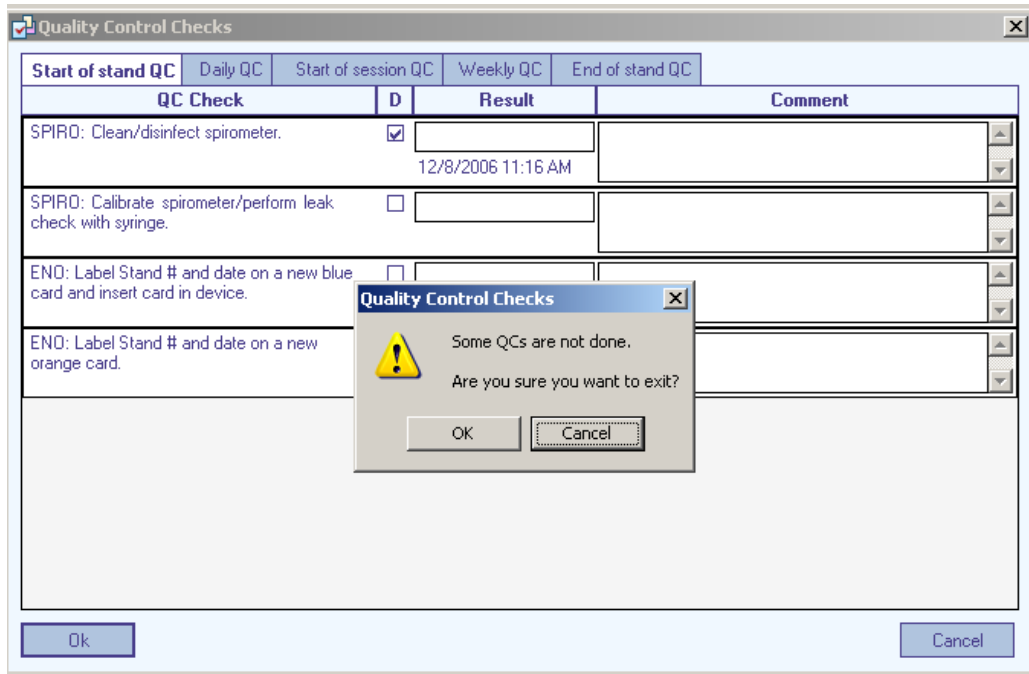 Quality Control Checks
Start of stand QC Daily QC Start of session QC Weekly QC End of stand QC
QC Check D Result Comment
SPIRO: Clean/disinfect spirometer.
12/8/2006 11:16 AM
SPIRO: Calibrate spirometer/perform leak
check with syringe.
ENO: Label Stand # and date on a new blue
card and insert card in device.
ENO: Label Stand # and date on a new
orange card.
Quality Control Checks
Some QCs are not done.
Are you sure you want to exit?
OK Cancel
Ok Cancel